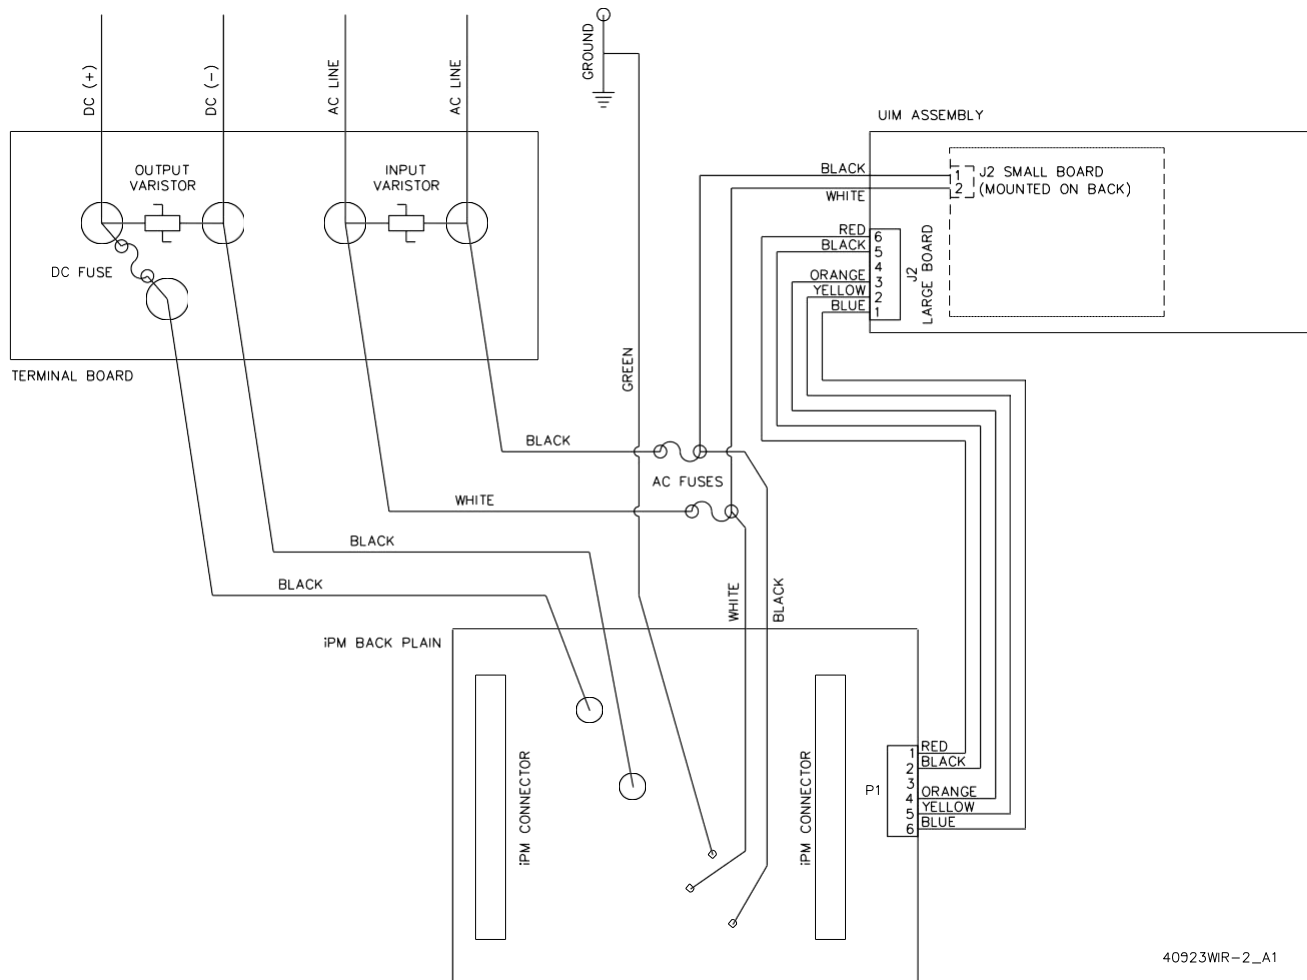 DC (+)
DC (-)
AC LINE
AC LINE
GROUND
UIM ASSEMBLY
OUTPUT
VARISTOR
INPUT
VARISTOR
BLACK
WHITE
1
2
J2 SMALL BOARD
(MOUNTED ON BACK)
RED
BLACK
ORANGE
YELLOW
BLUE
6
5
4
3
2
1
J2
LARGE BOARD
DC FUSE
TERMINAL BOARD
GREEN
BLACK
AC FUSES
WHITE
BLACK
BLACK
WHITE
BLACK
iPM BACK PLAIN
iPM CONNECTOR
iPM CONNECTOR
P1
1
2
3
4
5
6
RED
BLACK
ORANGE
YELLOW
BLUE
40923WIR-2_A1